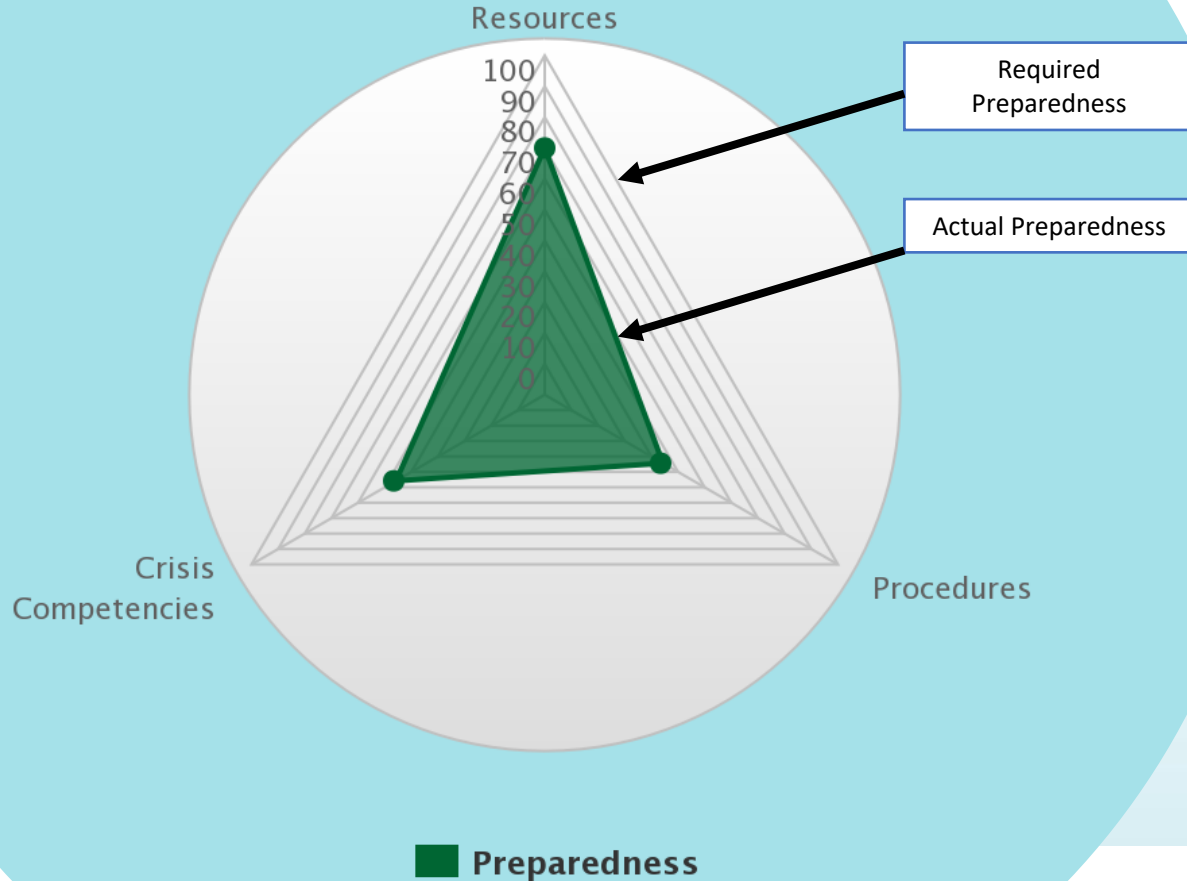 Resources
Required
Preparedness
100
90
80
70
60
50
40
30
20
10
0
Actual Preparedness
Crisis
Competencies
Procedures
Preparedness